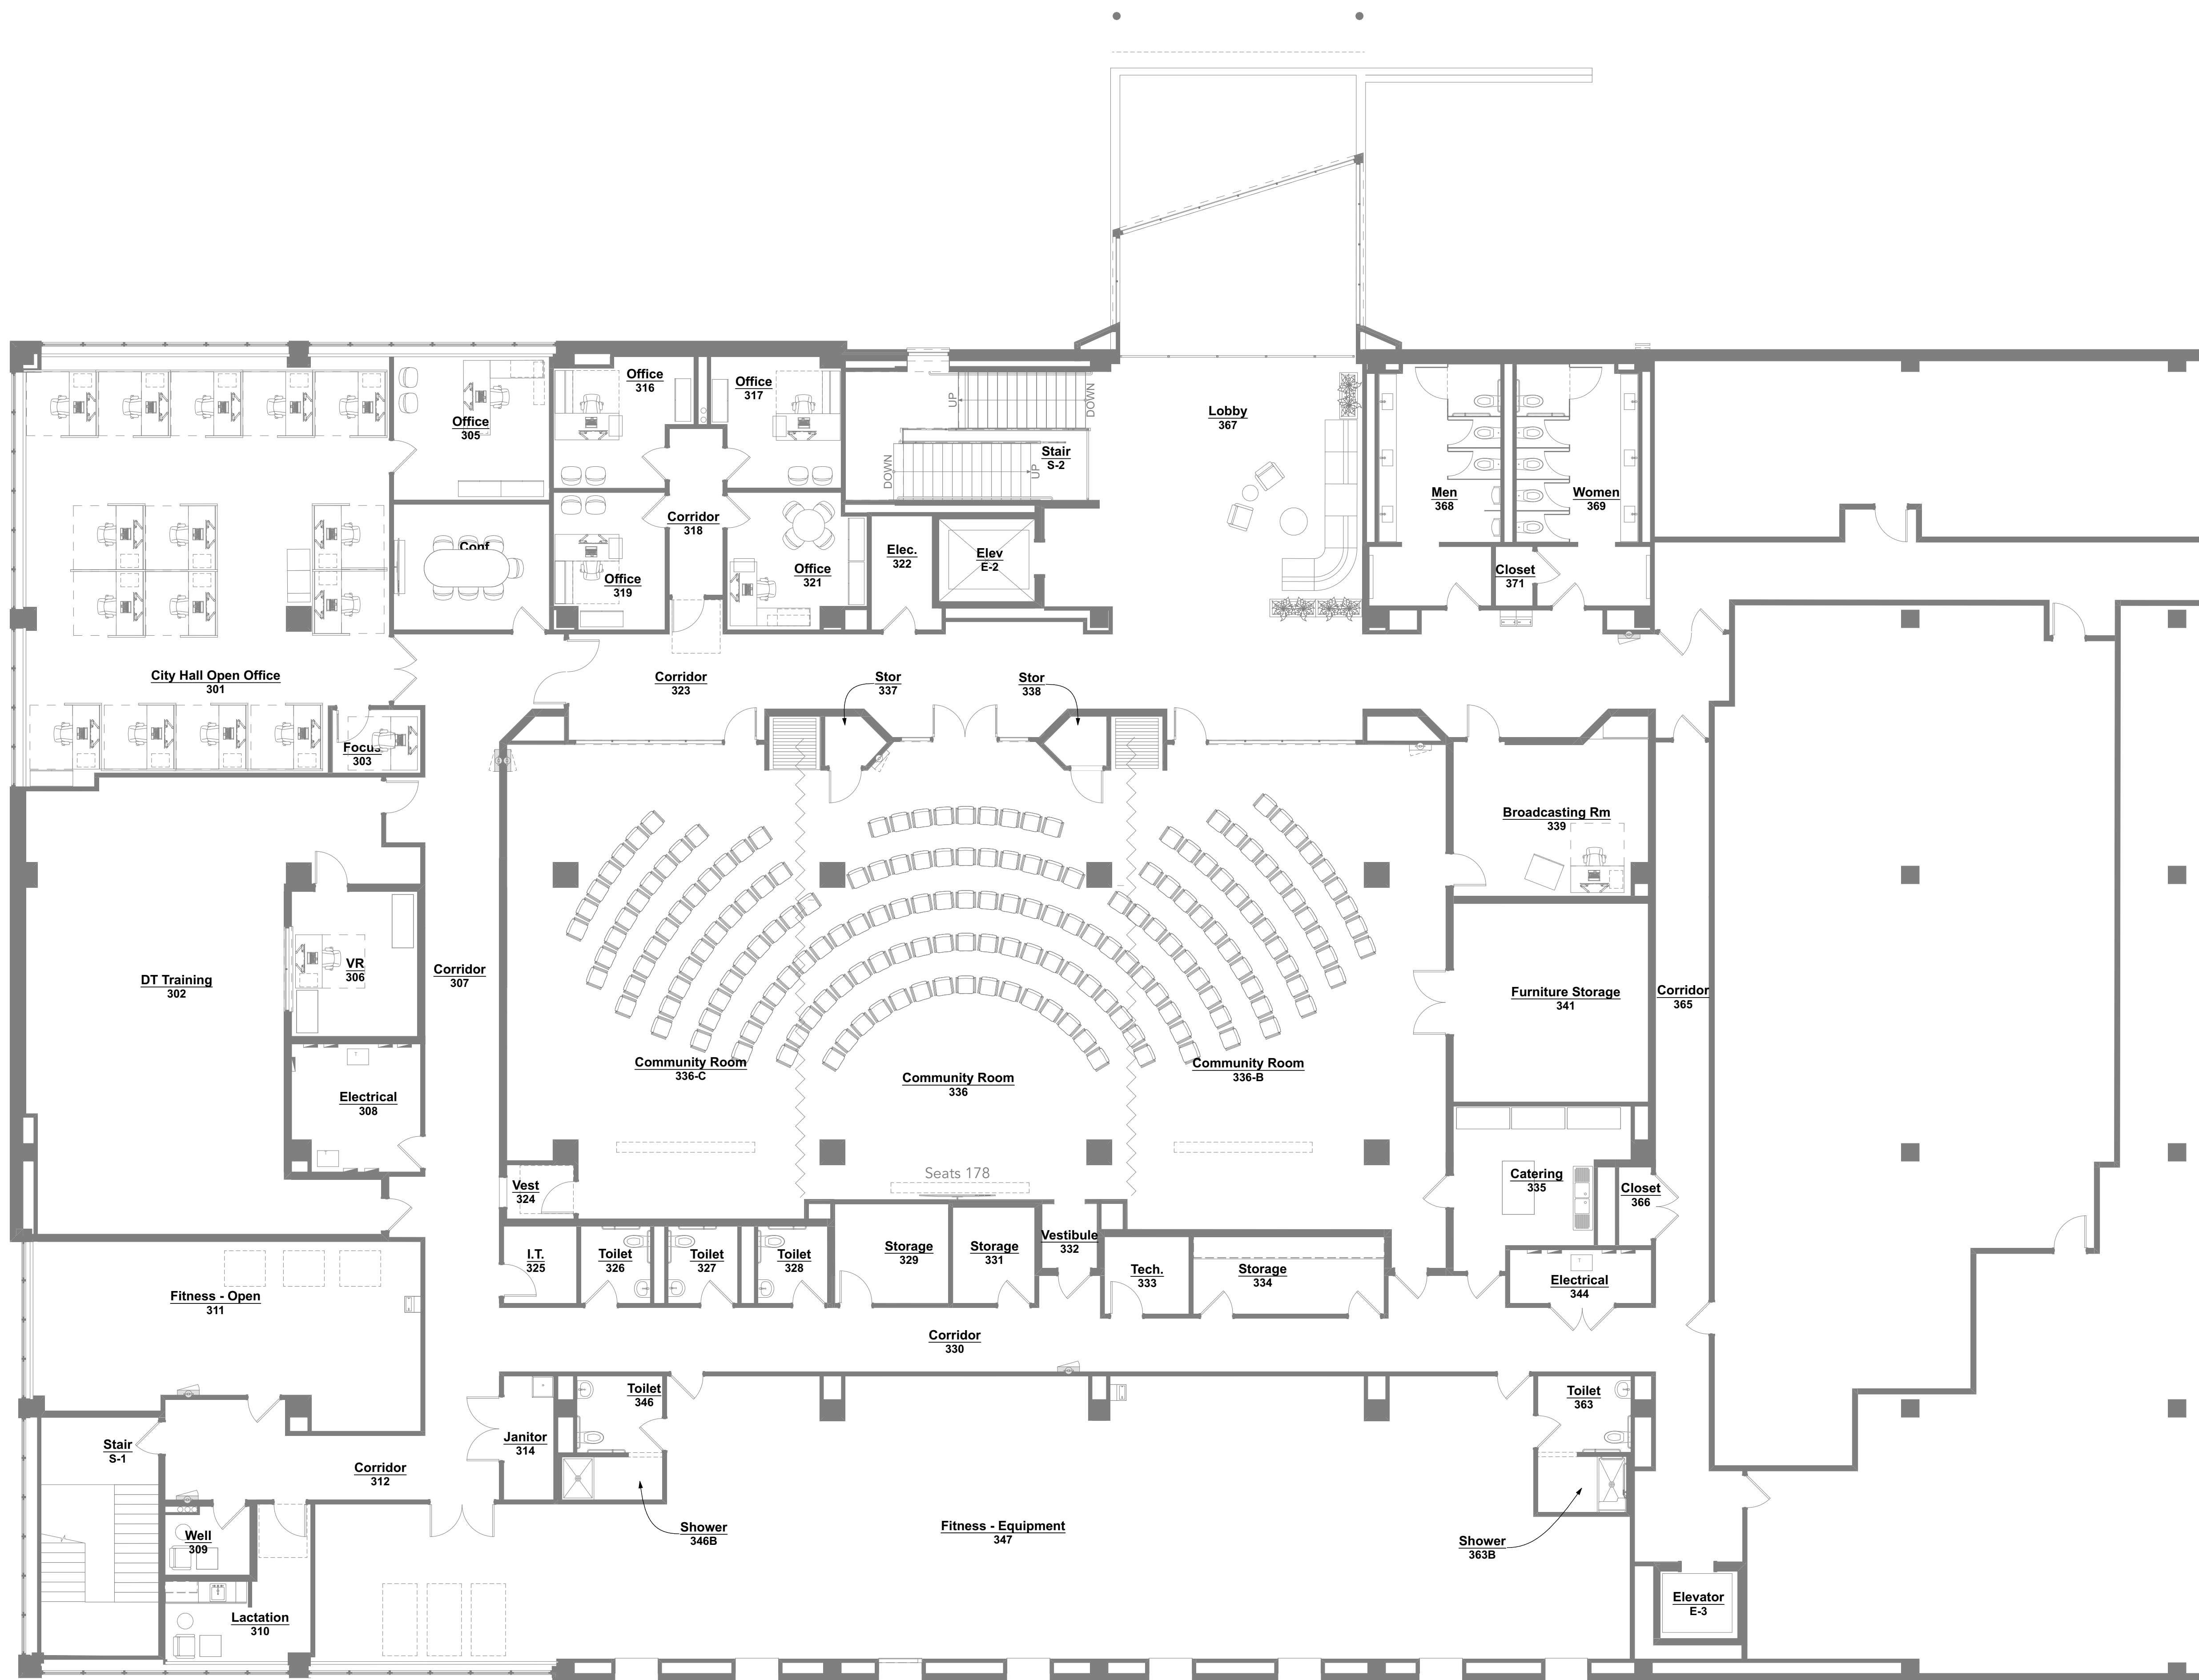 Office
316
Office
317
Office
305
Lobby
367
UP
DOWN
DOWN
UP
Stair
S-2
Men
368
Women
369
Corridor
318
Conf
Elec.
322
Elev
E-2
Office
319
Office
321
Closet
371
City Hall Open Office
301
Corridor
323
Stor
337
Stor
338
Focus
303
Broadcasting Rm
339
VR
306
DT Training
302
Corridor
307
Furniture Storage
341
Corridor
365
Community Room
336-C
Community Room
336
Community Room
336-B
Electrical
308
Seats 178
Vest
324
Catering
335
Closet
366
I.T.
325
Toilet
326
Toilet
327
Toilet
328
Storage
329
Storage
331
Vestibule
332
Tech.
333
Storage
334
Electrical
344
Fitness - Open
311
Corridor
330
Toilet
346
Toilet
363
Stair
S-1
Janitor
314
Corridor
312
Well
309
Shower
346B
Fitness - Equipment
347
Shower
363B
Lactation
310
Elevator
E-3